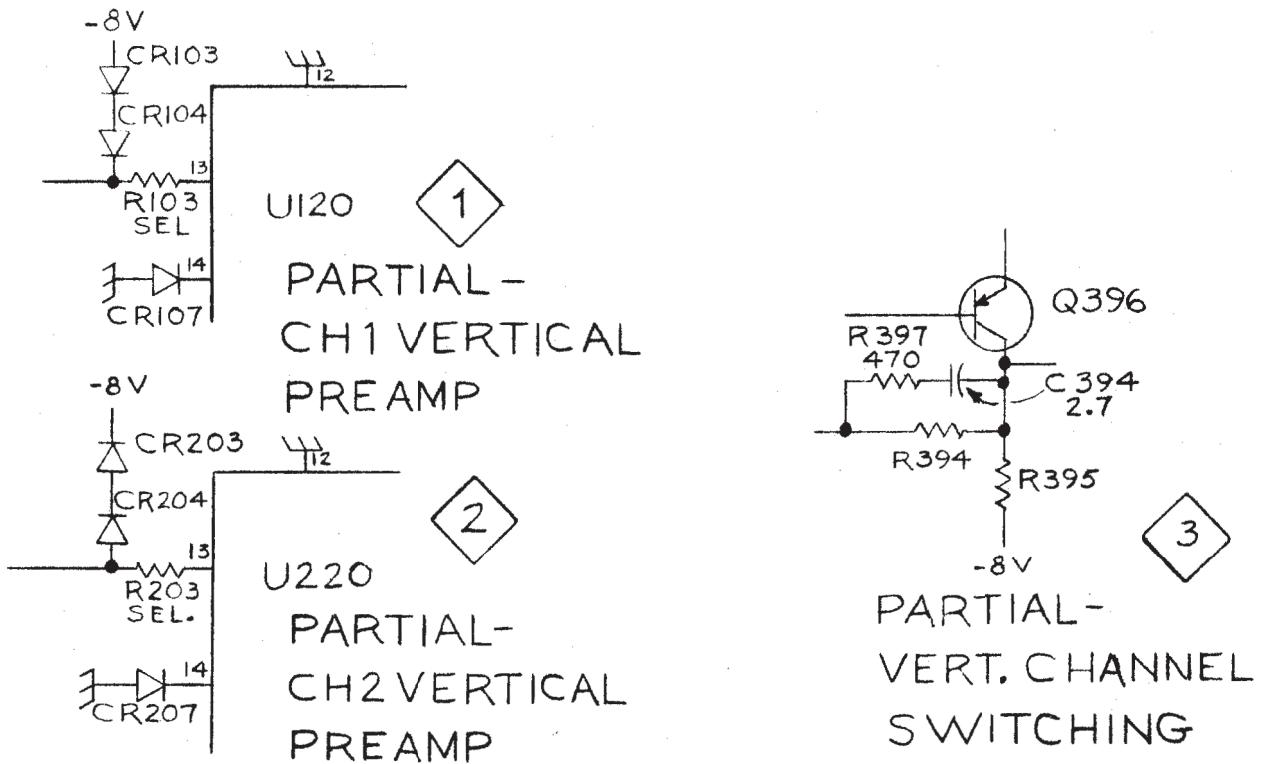 -8V
CR103
12
CR104
13
R103
SEL
U120
1
14
CR107
PARTIAL-
CH1 VERTICAL
PREAMP
-8V
CR203
12
CR204
13
R203
SEL.
U220
2
14
CR207
PARTIAL-
CH2 VERTICAL
PREAMP
Q396
R397
470
C394
2.7
R394
R395
-8V
3
PARTIAL-
VERT. CHANNEL
SWITCHING